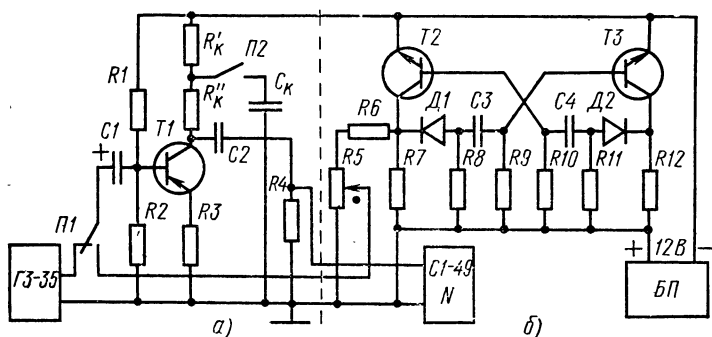 R1
R'к
R"к
П2
Cк
T2
T3
C1
+
T1
C2
R6
Д1
C3
C4
Д2
П1
R2
R3
R4
R5
R7
R8
R9
R10
R11
R12
Г3-35
С1-49
N
+ 12В −
БП
а)
б)